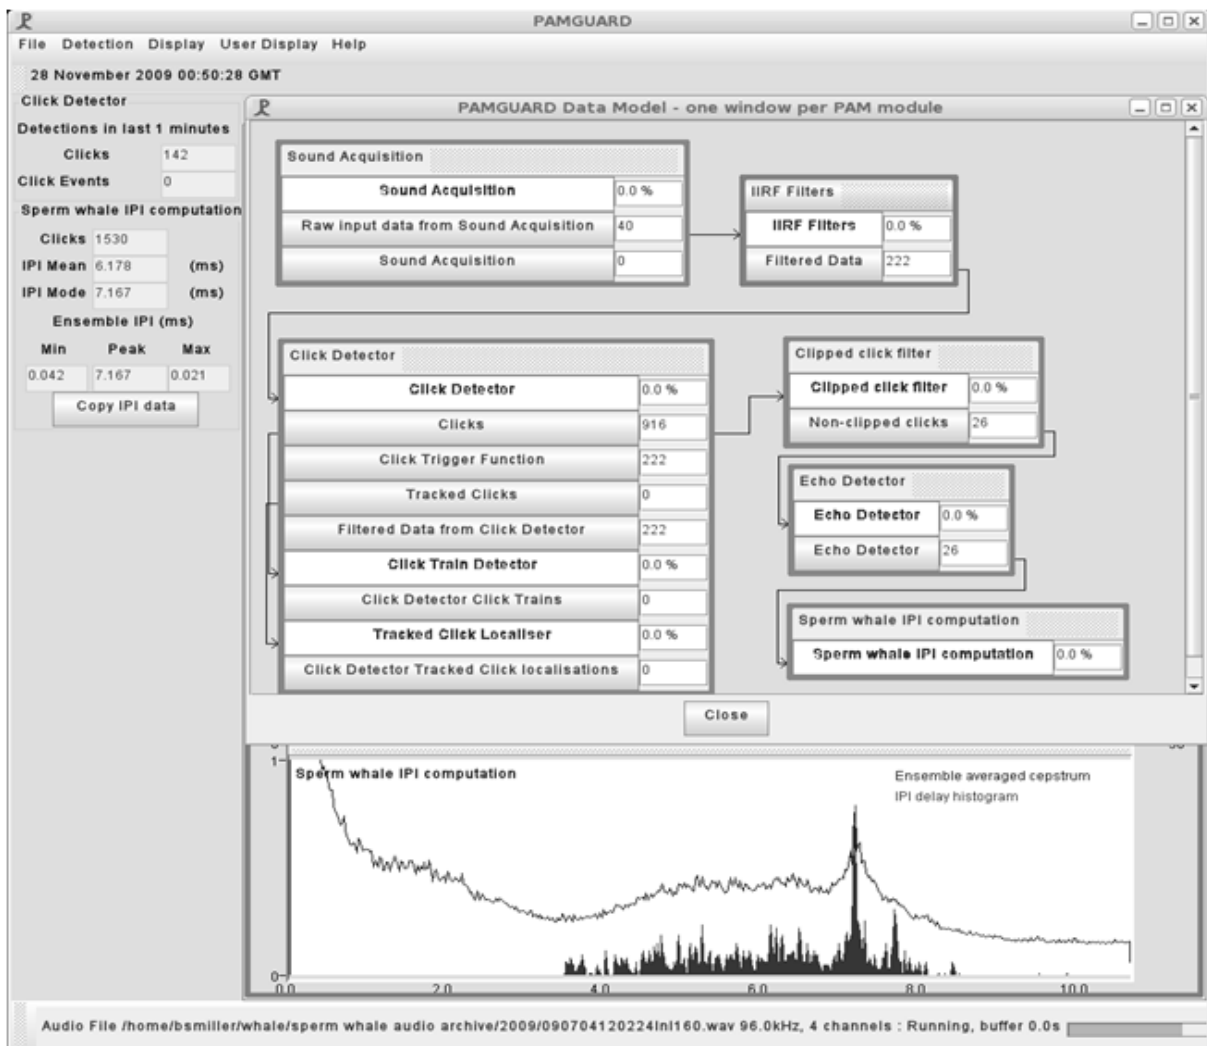 PAMGUARD
File Detection Display User Display Help
28 November 2009 00:50:28 GMT
Click Detector
Detections in last 1 minutes
Clicks 142
Click Events 0
Sperm whale IPI computation
Clicks 1530
IPI Mean 6.178 (ms)
IPI Mode 7.167 (ms)
Ensemble IPI (ms)
Min Peak Max
0.042 7.167 0.021
Copy IPI data
PAMGUARD Data Model - one window per PAM module
Sound Acquisition
Sound Acquisition 0.0 %
Raw input data from Sound Acquisition 40
Sound Acquisition 0
IIRF Filters
IIRF Filters 0.0 %
Filtered Data 222
Click Detector
Click Detector 0.0 %
Clicks 916
Click Trigger Function 222
Tracked Clicks 0
Filtered Data from Click Detector 222
Click Train Detector 0.0 %
Click Detector Click Trains 0
Tracked Click Localiser 0.0 %
Click Detector Tracked Click localisations 0
Clipped click filter
Clipped click filter 0.0 %
Non-clipped clicks 26
Echo Detector
Echo Detector 0.0 %
Echo Detector 26
Sperm whale IPI computation
Sperm whale IPI computation 0.0 %
Close
Sperm whale IPI computation
Ensemble averaged cepstrum
IPI delay histogram
1
0
0.0 2.0 4.0 6.0 8.0 10.0
Audio File /home/bsmiller/whale/sperm whale audio archive/2009/090704120224lnl160.wav 96.0kHz, 4 channels : Running, buffer 0.0s